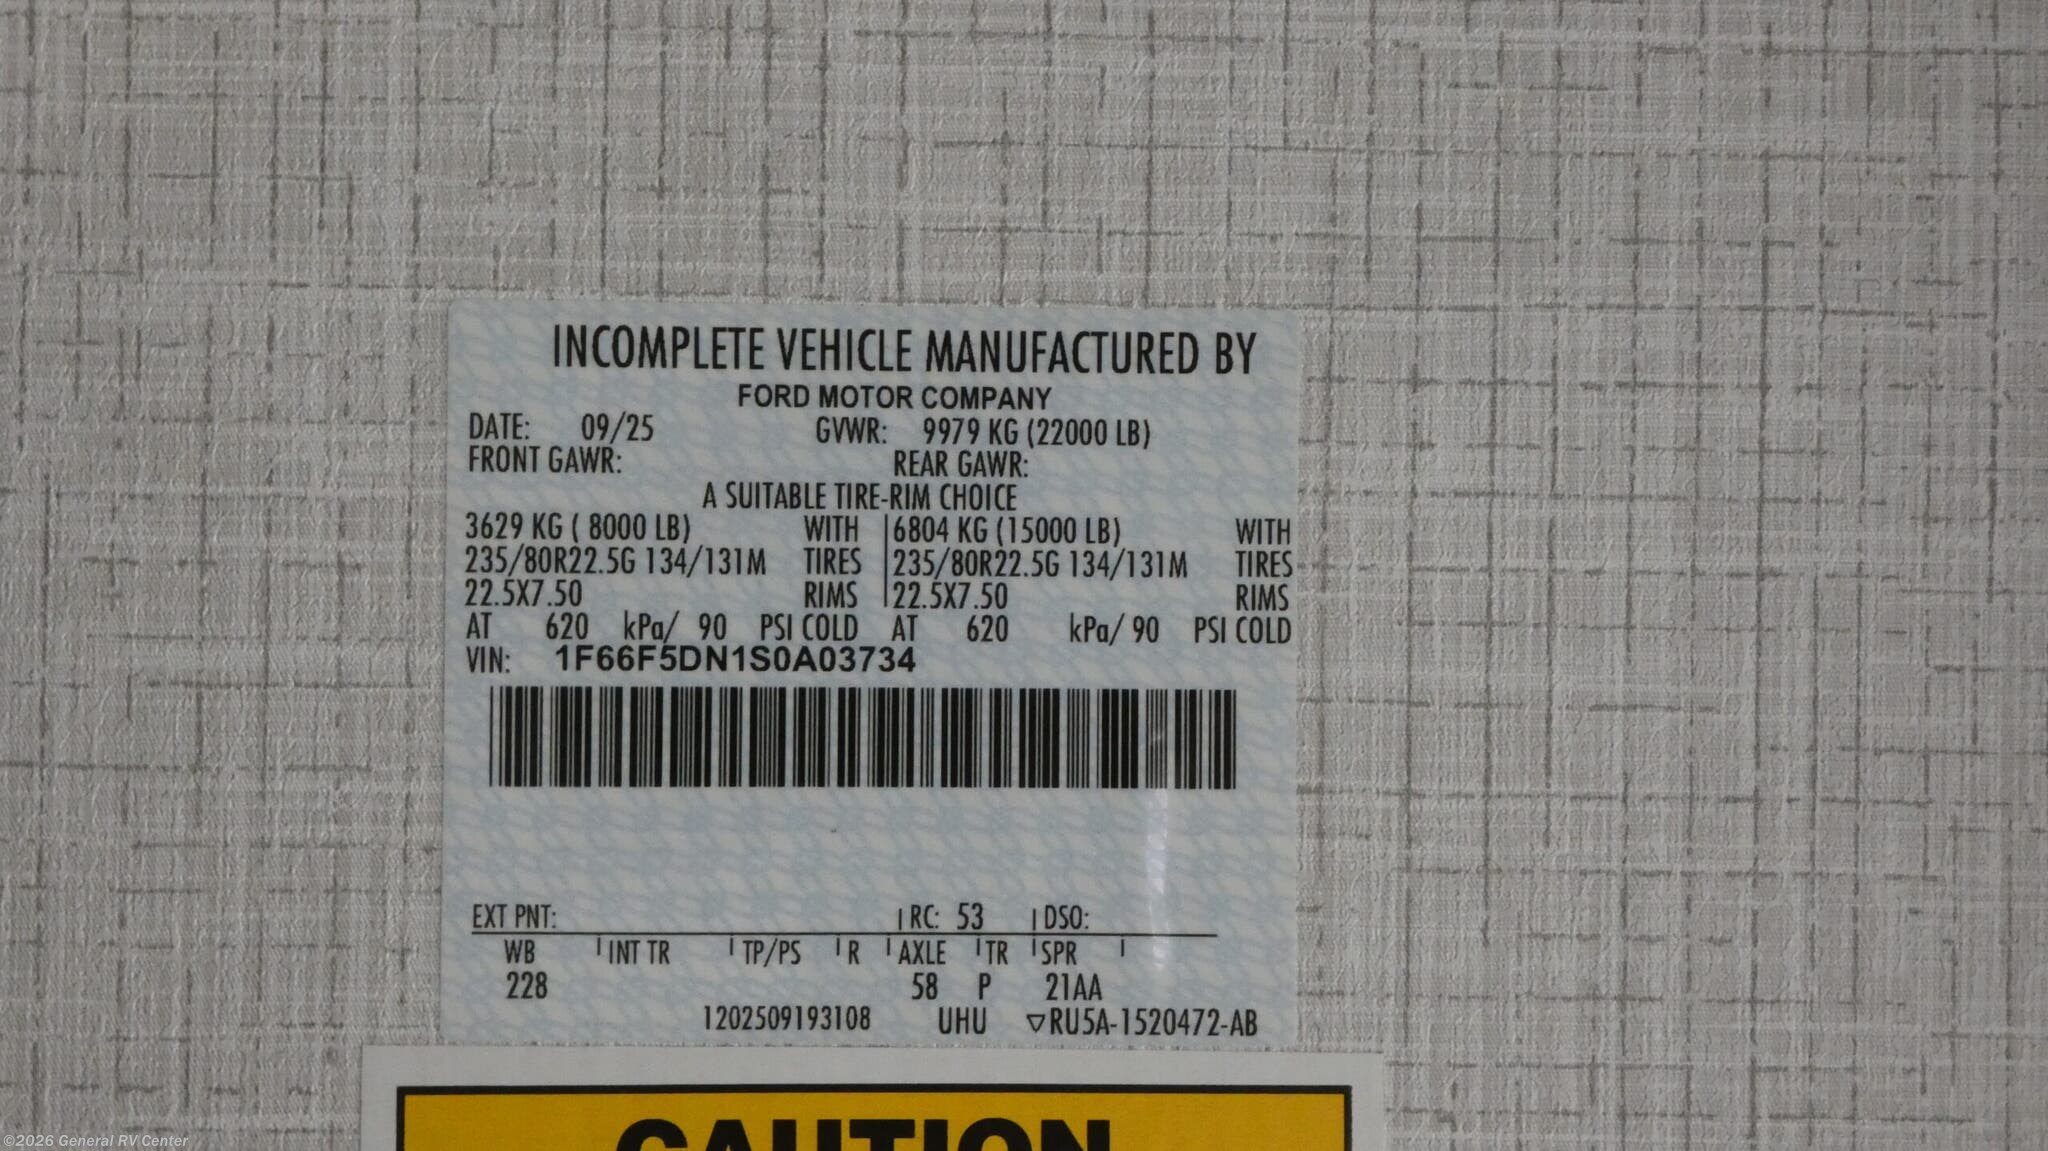 INCOMPLETE VEHICLE MANUFACTURED BY
FORD MOTOR COMPANY
DATE: 09/25 GVWR: 9979 KG (22000 LB)
FRONT GAWR: REAR GAWR:
A SUITABLE TIRE-RIM CHOICE
3629 KG ( 8000 LB) WITH 6804 KG (15000 LB) WITH
235/80R22.5G 134/131M TIRES 235/80R22.5G 134/131M TIRES
22.5X7.50 RIMS 22.5X7.50 RIMS
AT 620 kPa/ 90 PSI COLD AT 620 kPa/ 90 PSI COLD
VIN: 1F66F5DN1S0A03734
EXT PNT: RC: 53 DSO:
WB INT TR TP/PS R AXLE TR SPR
228 58 P 21AA
1202509193108 UHU ▽RU5A-1520472-AB
CAUTION
©2026 General RV Center